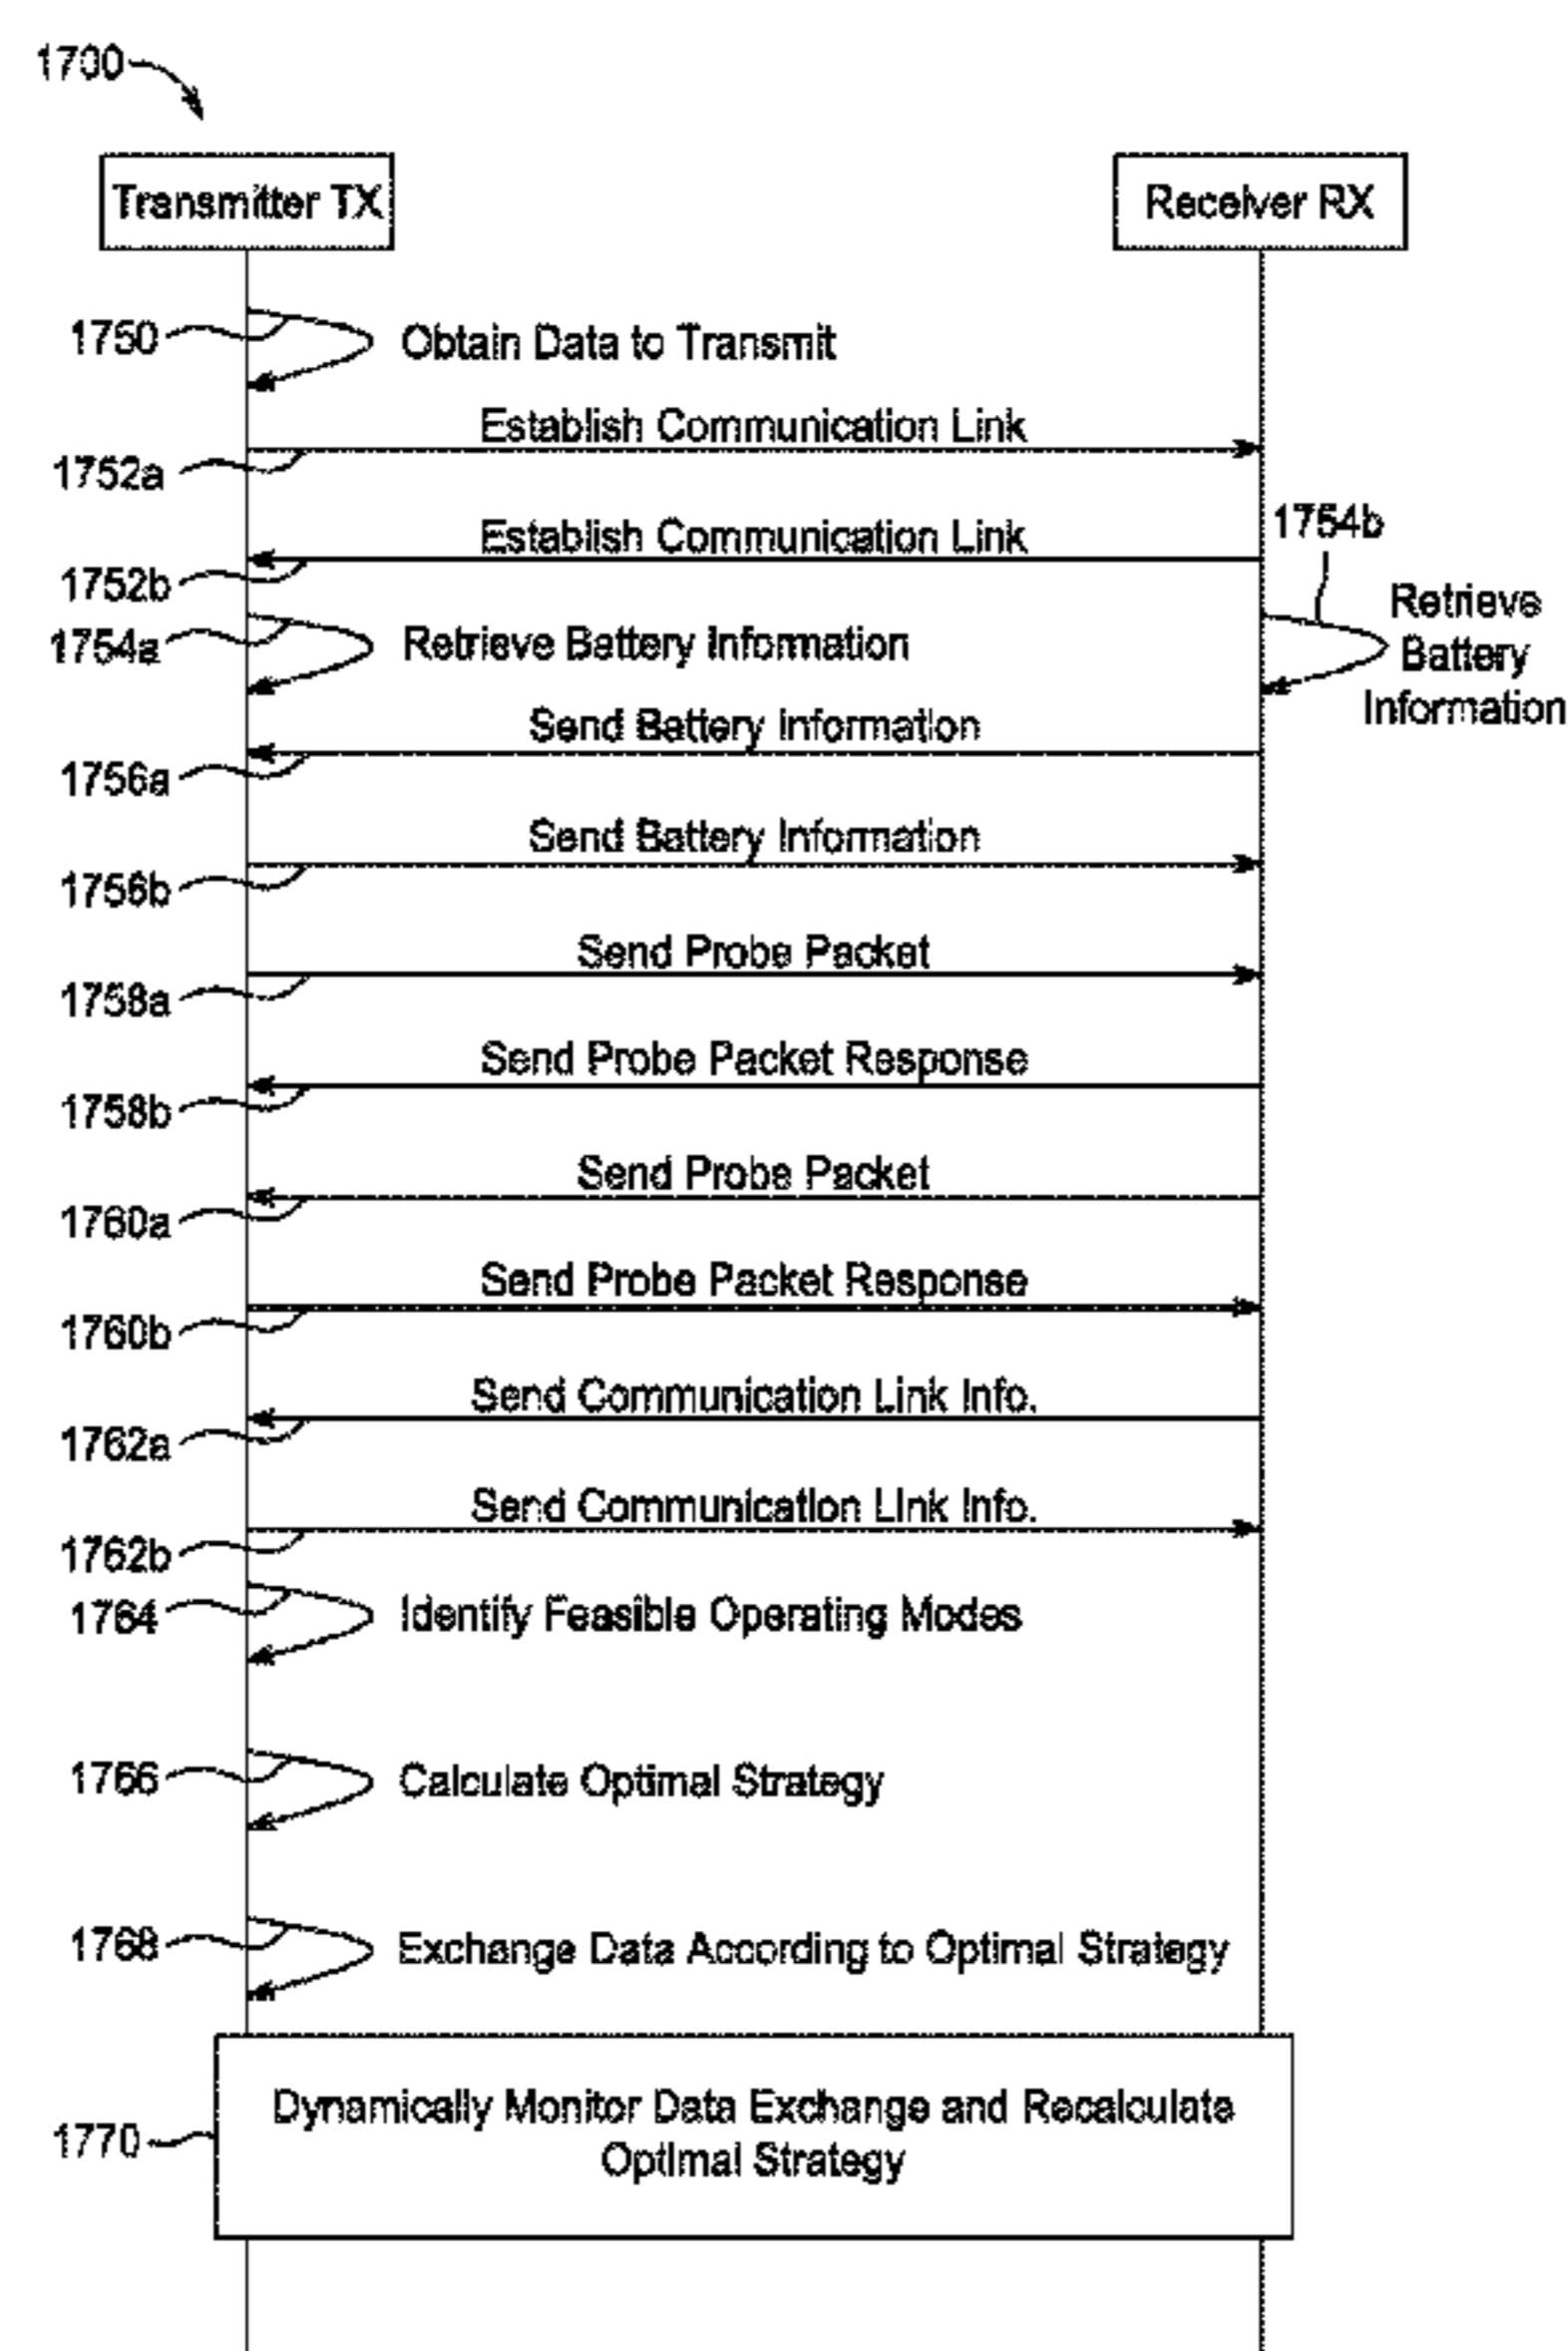 1700
Transmitter TX
Receiver RX
1750
Obtain Data to Transmit
Establish Communication Link
1752a
Establish Communication Link
1752b
1754b
1754a
Retrieve Battery Information
Retrieve
Battery
Information
Send Battery Information
1756a
Send Battery Information
1756b
Send Probe Packet
1758a
Send Probe Packet Response
1758b
Send Probe Packet
1760a
Send Probe Packet Response
1760b
Send Communication Link Info.
1762a
Send Communication Link Info.
1762b
1764
Identify Feasible Operating Modes
1766
Calculate Optimal Strategy
1768
Exchange Data According to Optimal Strategy
1770
Dynamically Monitor Data Exchange and Recalculate
Optimal Strategy